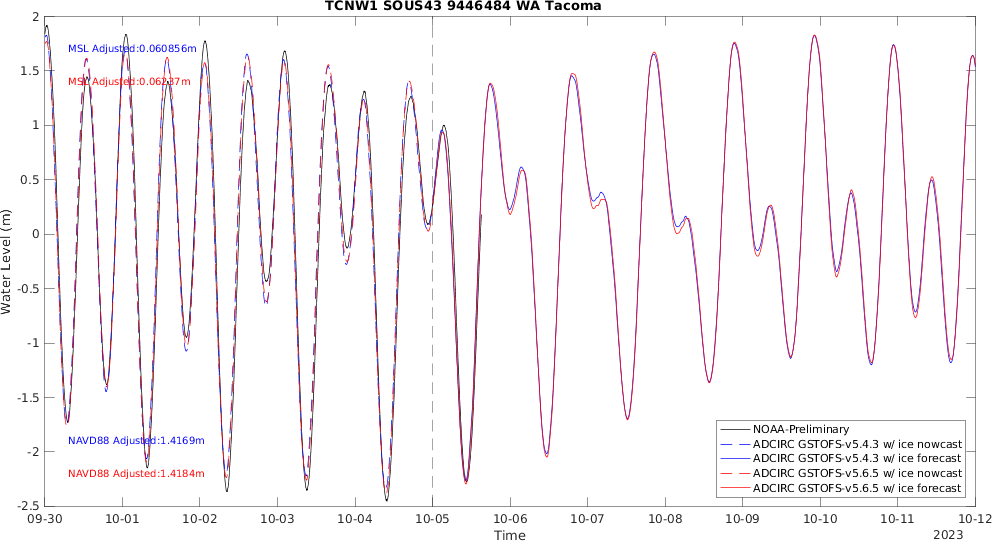 TCNW1 SOUS43 9446484 WA Tacoma
2
1.5
1
0.5
0
-0.5
-1
-1.5
-2
-2.5
Water Level (m)
MSL Adjusted:0.060856m
MSL Adjusted:0.06237m
NAVD88 Adjusted:1.4169m
NAVD88 Adjusted:1.4184m
NOAA-Preliminary
ADCIRC GSTOFS-v5.4.3 w/ ice nowcast
ADCIRC GSTOFS-v5.4.3 w/ ice forecast
ADCIRC GSTOFS-v5.6.5 w/ ice nowcast
ADCIRC GSTOFS-v5.6.5 w/ ice forecast
09-30 10-01 10-02 10-03 10-04 10-05 10-06 10-07 10-08 10-09 10-10 10-11 10-12
Time
2023